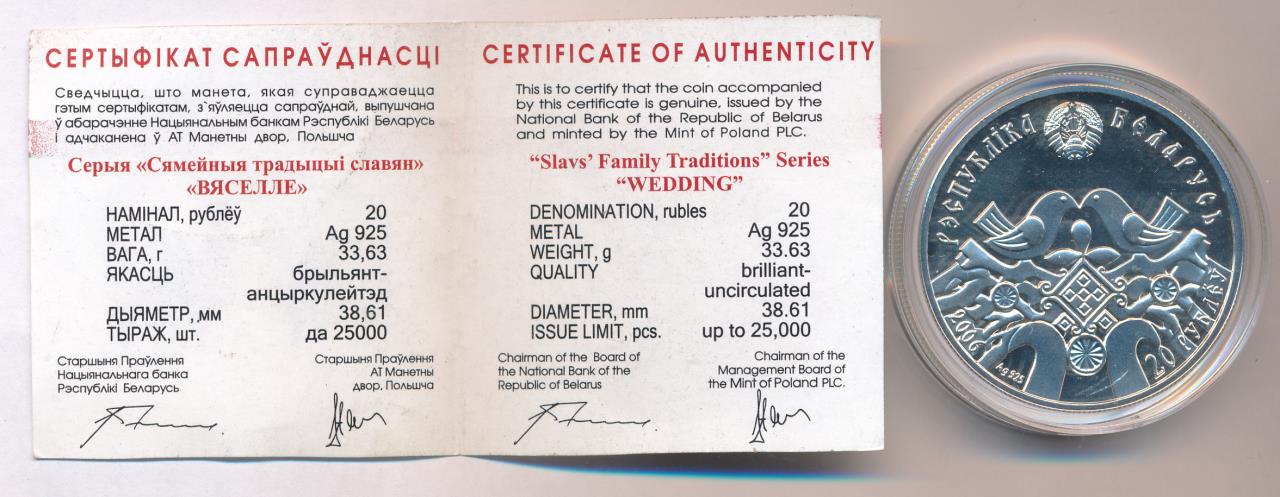 СЕРТЫФІКАТ САПРАЎДНАСЦІ
Сведчыцца, што манета, якая суправаджаецца
гэтым сертыфікатам, з`яўляецца сапраўднай, выпушчана
ў абарачэнне Нацыянальным банкам Рэспублікі Беларусь
і адчаканена ў АТ Манетны двор, Польшча
Серыя «Сямейныя традыцыі славян»
«ВЯСЕЛЛЕ»
НАМІНАЛ, рублёў 20
МЕТАЛ Ag 925
ВАГА, г 33,63
ЯКАСЦЬ брыльянт-
анцыркулейтэд
ДЫЯМЕТР, мм 38,61
ТЫРАЖ, шт. да 25000
Старшыня Праўлення
Нацыянальнага банка
Рэспублікі Беларусь
Старшыня Праўлення
АТ Манетны
двор, Польшча
CERTIFICATE OF AUTHENTICITY
This is to certify that the coin accompanied
by this certificate is genuine, issued by the
National Bank of the Republic of Belarus
and minted by the Mint of Poland PLC.
“Slavs’ Family Traditions” Series
“WEDDING”
DENOMINATION, rubles 20
METAL Ag 925
WEIGHT, g 33.63
QUALITY brilliant-
uncirculated
DIAMETER, mm 38.61
ISSUE LIMIT, pcs. up to 25,000
Chairman of the Board of
the National Bank of the
Republic of Belarus
Chairman of the
Management Board of
the Mint of Poland PLC.
РЭСПУБЛІКА БЕЛАРУСЬ
2006
Ag 925
20 РУБЛЁЎ